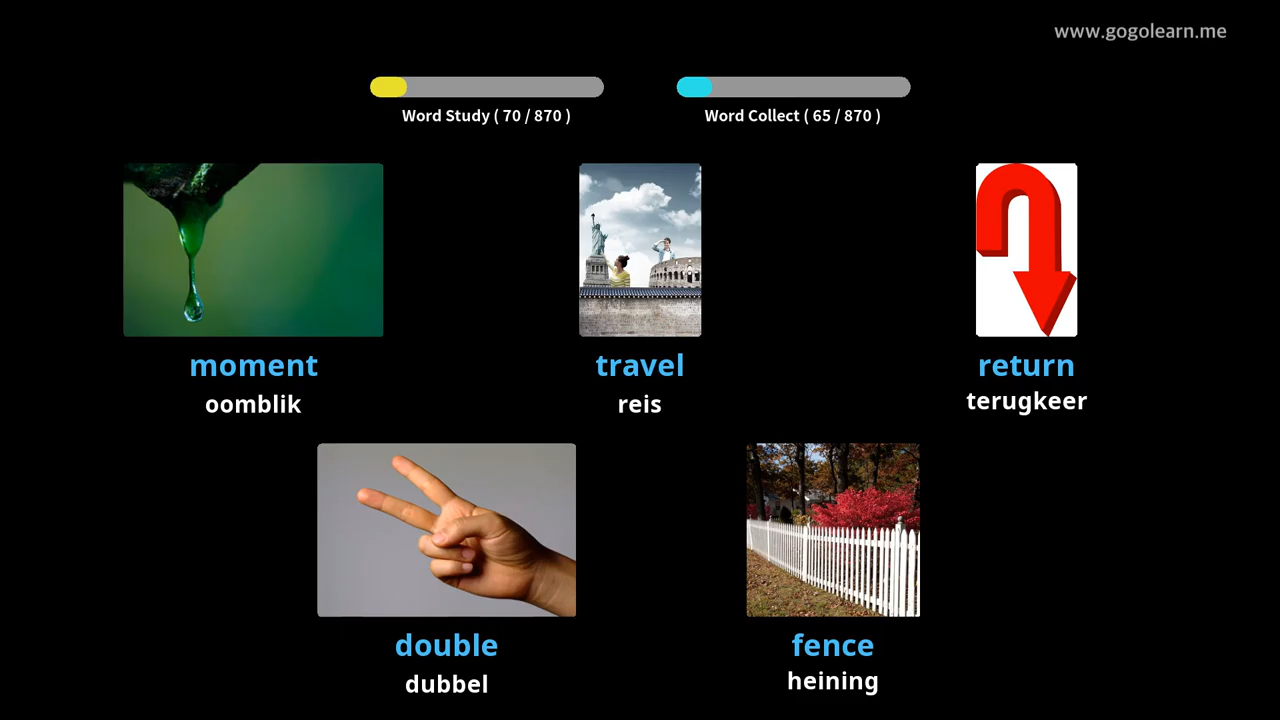 www.gogolearn.me
Word Study ( 70 / 870 )
Word Collect ( 65 / 870 )
moment
oomblik
travel
reis
return
terugkeer
double
dubbel
fence
heining